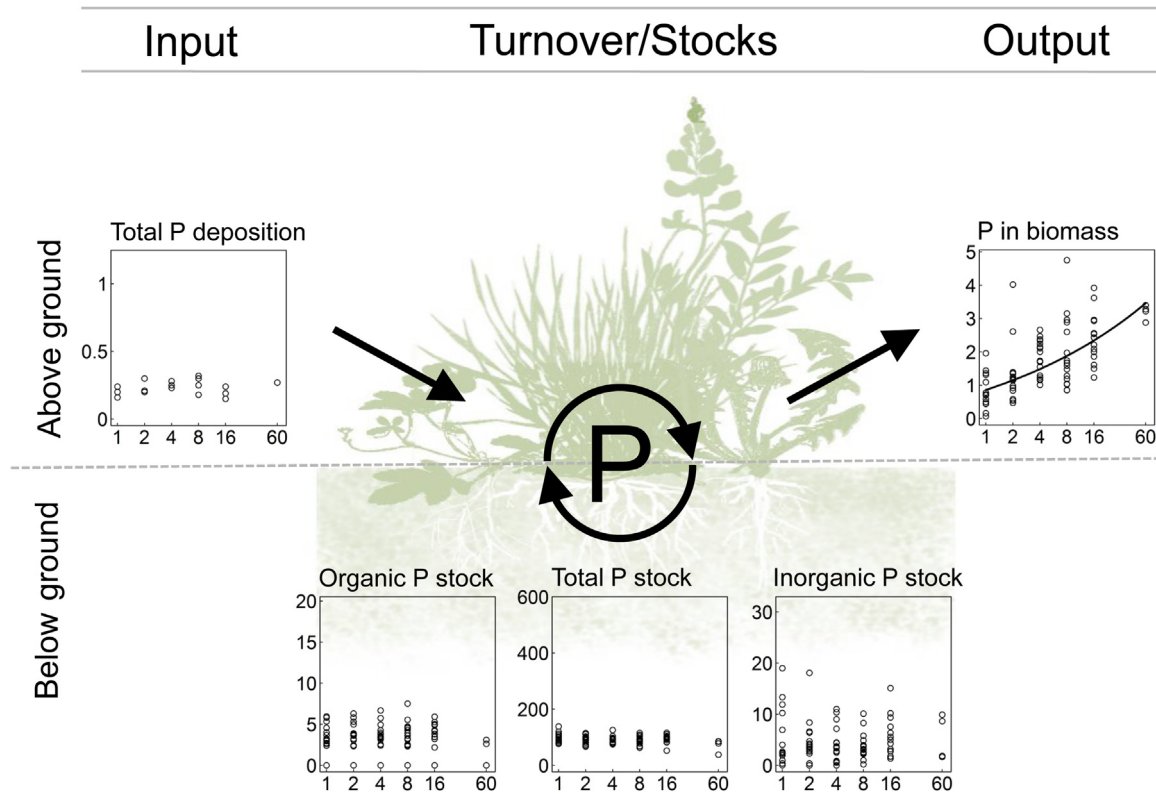 Input Turnover/Stocks Output
Above ground
Total P deposition
1
0.5
0
1 2 4 8 16 60
P in biomass
5
4
3
2
1
0
1 2 4 8 16 60
P
Below ground
Organic P stock
20
15
10
5
0
1 2 4 8 16 60
Total P stock
600
400
200
0
1 2 4 8 16 60
Inorganic P stock
30
20
10
0
1 2 4 8 16 60